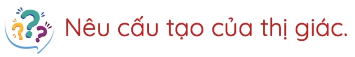 Nêu cấu tạo của thị giác.